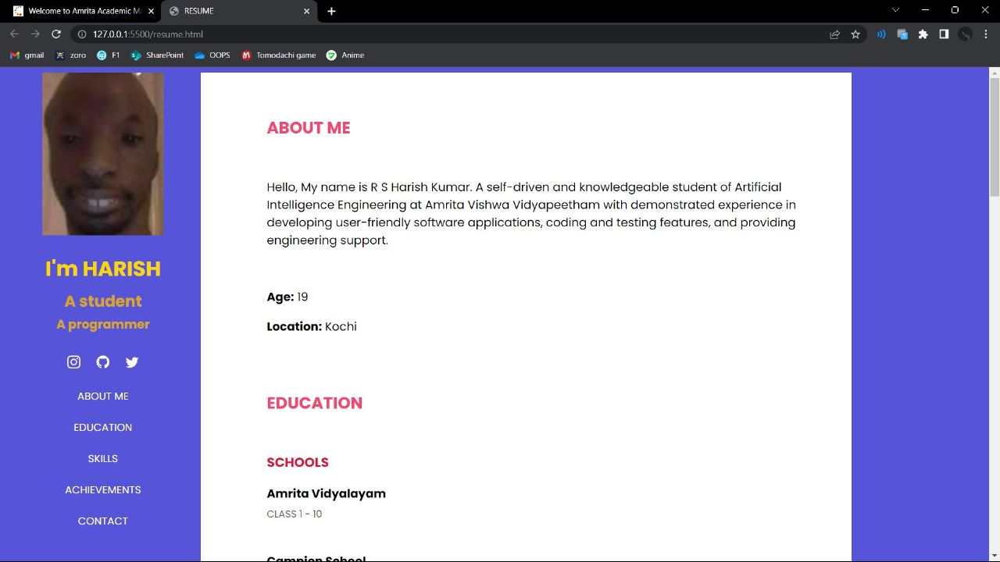 Welcome to Amrita Academic Ma
RESUME
127.0.0.1:5500/resume.html
gmail
zoro
F1
SharePoint
OOPS
Tomodachi game
Anime
I'm HARISH
A student
A programmer
ABOUT ME
EDUCATION
SKILLS
ACHIEVEMENTS
CONTACT
ABOUT ME
Hello, My name is R S Harish Kumar. A self-driven and knowledgeable student of Artificial
Intelligence Engineering at Amrita Vishwa Vidyapeetham with demonstrated experience in
developing user-friendly software applications, coding and testing features, and providing
engineering support.
Age: 19
Location: Kochi
EDUCATION
SCHOOLS
Amrita Vidyalayam
CLASS 1 - 10
Campion School